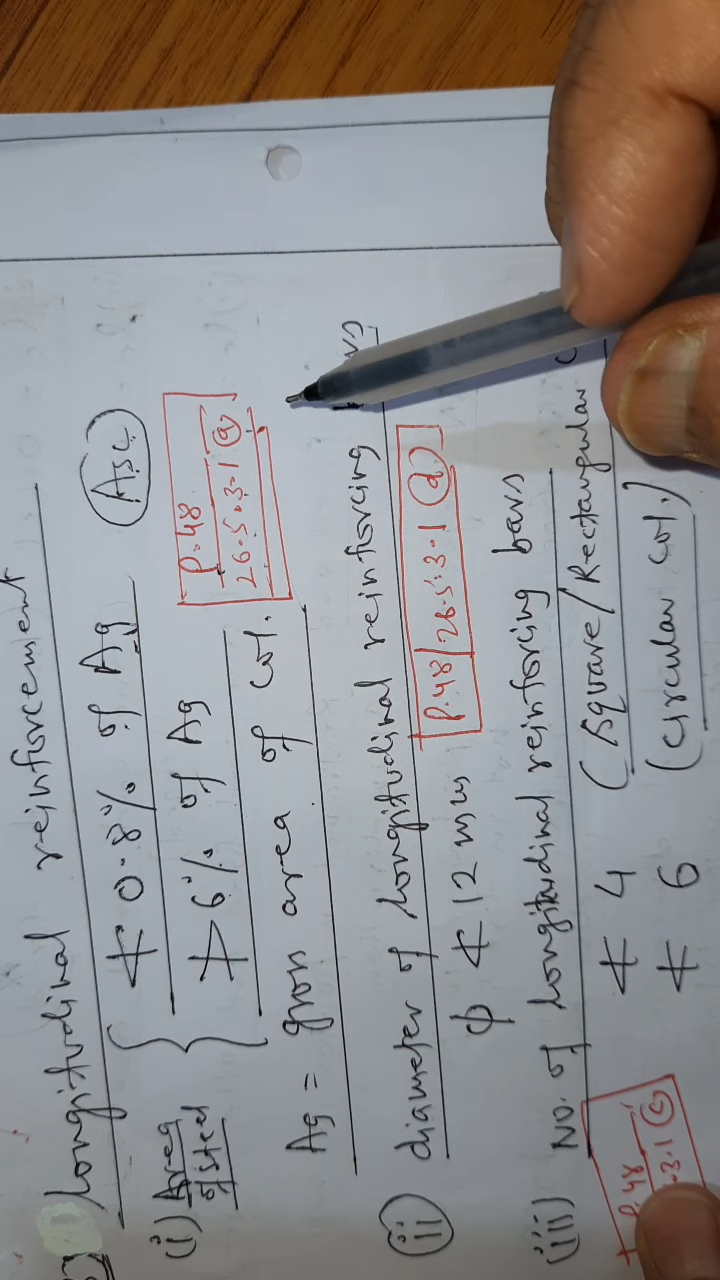 Longitudinal reinforcement
(i) Area of steel
≮ 0.8% of Ag (Asc)
≯ 6% of Ag
P.48
26.5.3.1 (a)
Ag = gross area of col.
(ii) diameter of longitudinal reinforcing
ϕ ≮ 12 mm
P.48/26.5.3.1 (d)
(iii) No. of longitudinal reinforcing bars
≮ 4 (Square/Rectangular
≮ 6 (Circular col.)
P.48
.3.1 (c)